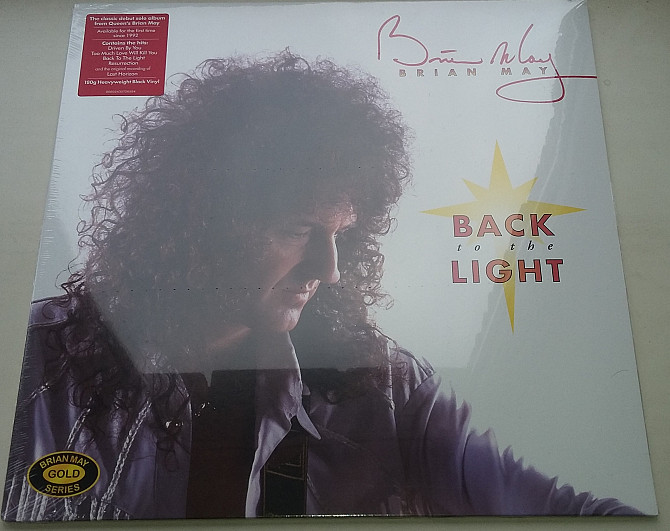 The classic debut solo album
from Queen's Brian May
Available for the first time
since 1992
Contains the hits:
Driven By You
Too Much Love Will Kill You
Back To The Light
Resurrection
and the original recording of
Last Horizon
180g Heavyweight Black Vinyl
Brian May
BRIAN MAY
BACK
to the
LIGHT
BRIAN MAY
GOLD
SERIES